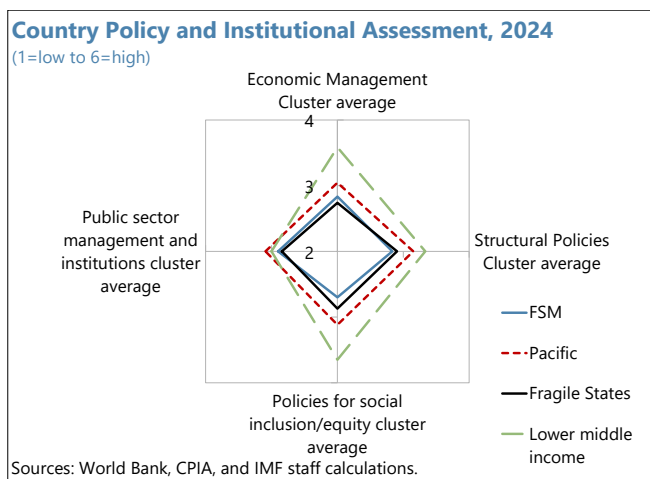 Country Policy and Institutional Assessment, 2024
(1=low to 6=high)
Economic Management
Cluster average
4
3
2
Public sector
management and
institutions cluster
average
Structural Policies
Cluster average
FSM
Pacific
Fragile States
Lower middle
income
Policies for social
inclusion/equity cluster
average
Sources: World Bank, CPIA, and IMF staff calculations.